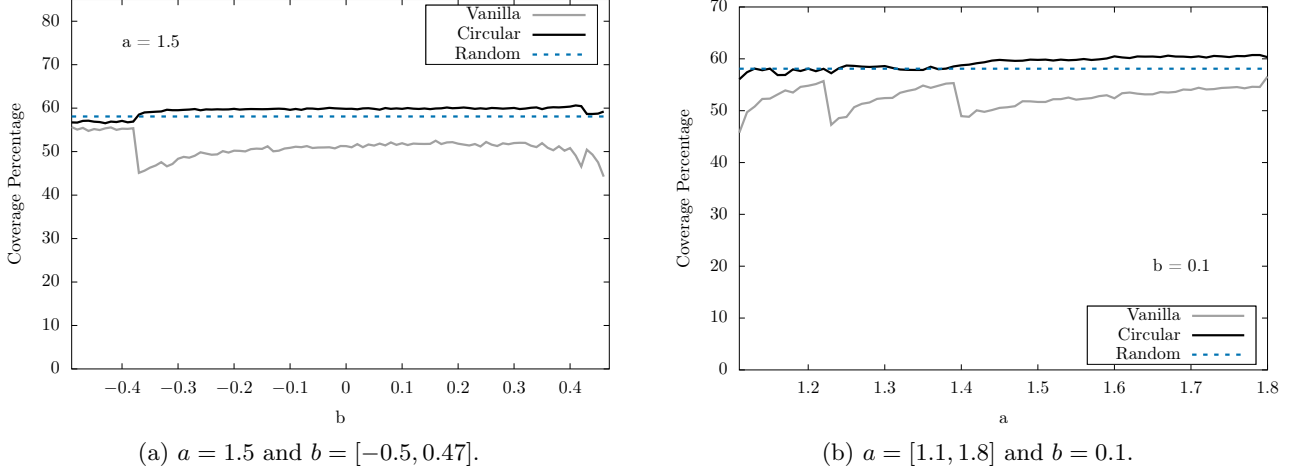 80
70
60
50
40
30
20
10
0
Coverage Percentage
a = 1.5
Vanilla
Circular
Random
−0.4
−0.3
−0.2
−0.1
0
0.1
0.2
0.3
0.4
b
(a) a = 1.5 and b = [−0.5, 0.47].
70
60
50
40
30
20
10
0
Coverage Percentage
b = 0.1
Vanilla
Circular
Random
1.2
1.3
1.4
1.5
1.6
1.7
1.8
a
(b) a = [1.1, 1.8] and b = 0.1.